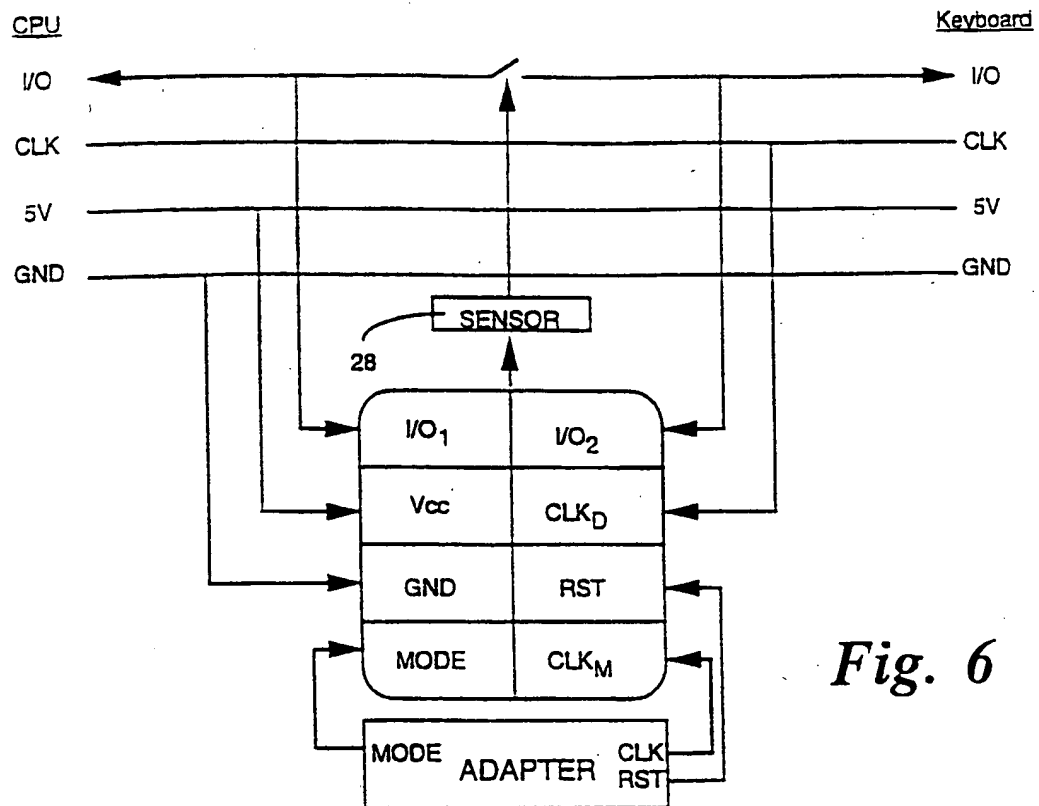 CPU
Keyboard
I/O
I/O
CLK
CLK
5V
5V
GND
GND
SENSOR
28
I/O1
I/O2
Vcc
CLKD
GND
RST
MODE
CLKM
Fig. 6
MODE
ADAPTER
CLK
RST